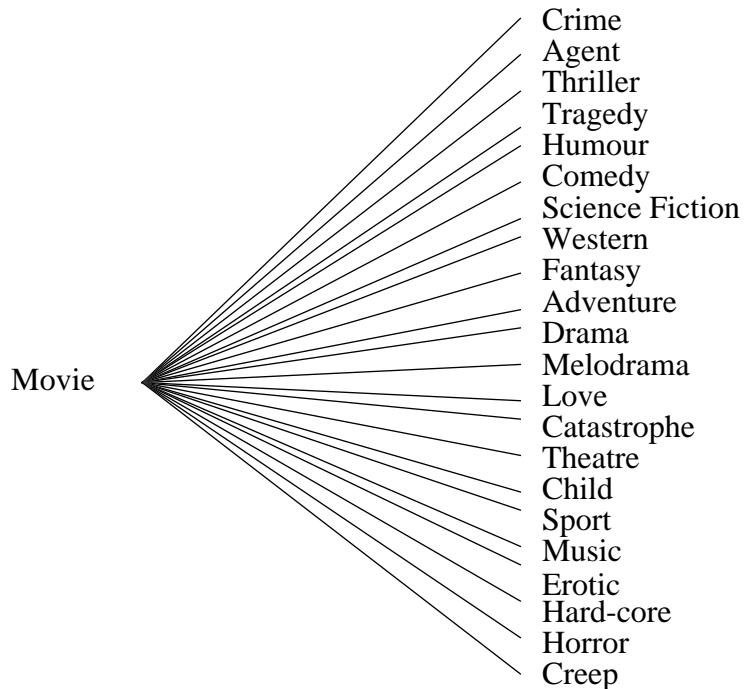 Crime
Agent
Thriller
Tragedy
Humour
Comedy
Science Fiction
Western
Fantasy
Adventure
Drama
Movie
Melodrama
Love
Catastrophe
Theatre
Child
Sport
Music
Erotic
Hard-core
Horror
Creep